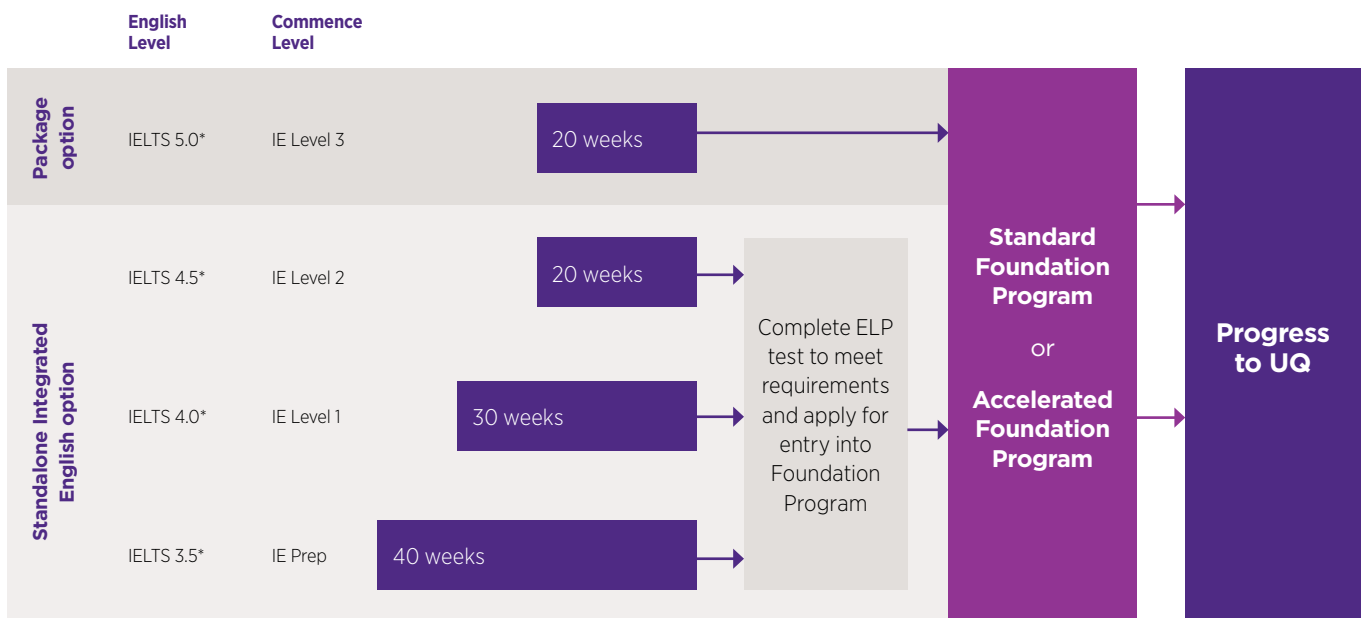 English
Level
Commence
Level
Package
option
IELTS 5.0*
IE Level 3
20 weeks
Standalone Integrated
English option
IELTS 4.5*
IE Level 2
20 weeks
IELTS 4.0*
IE Level 1
30 weeks
IELTS 3.5*
IE Prep
40 weeks
Complete ELP
test to meet
requirements
and apply for
entry into
Foundation
Program
Standard
Foundation
Program
or
Accelerated
Foundation
Program
Progress
to UQ